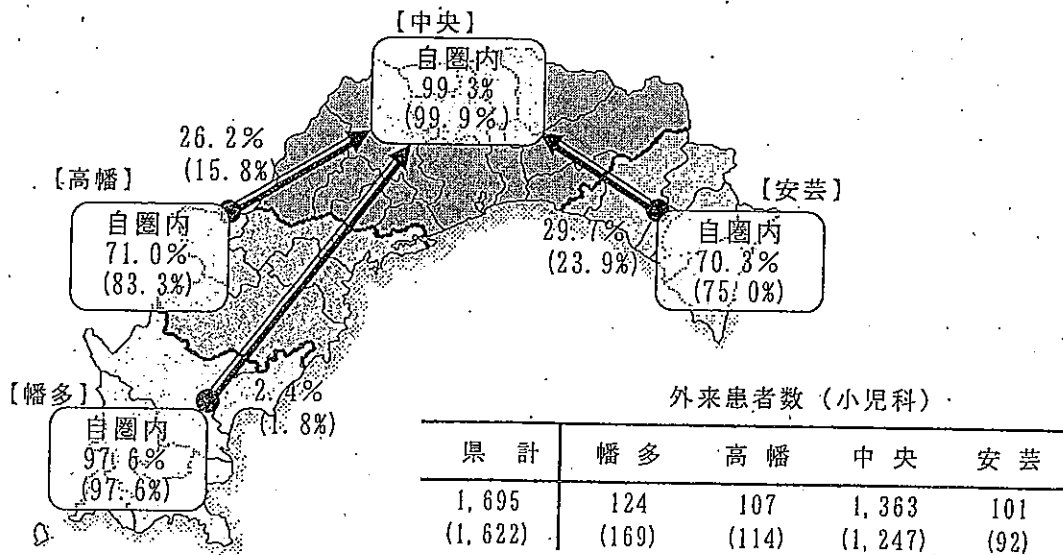 【中央】
自圏内
99.3%
(99.9%)
26.2%
(15.8%)
【高幡】
自圏内
71.0%
(83.3%)
【安芸】
自圏内
70.3%
(75.0%)
29.7%
(23.9%)
2.4%
(1.8%)
【幡多】
自圏内
97.6%
(97.6%)
外来患者数（小児科）
県計 幡多 高幡 中央 安芸
1,695 124 107 1,363 101
(1,622) (169) (114) (1,247) (92)